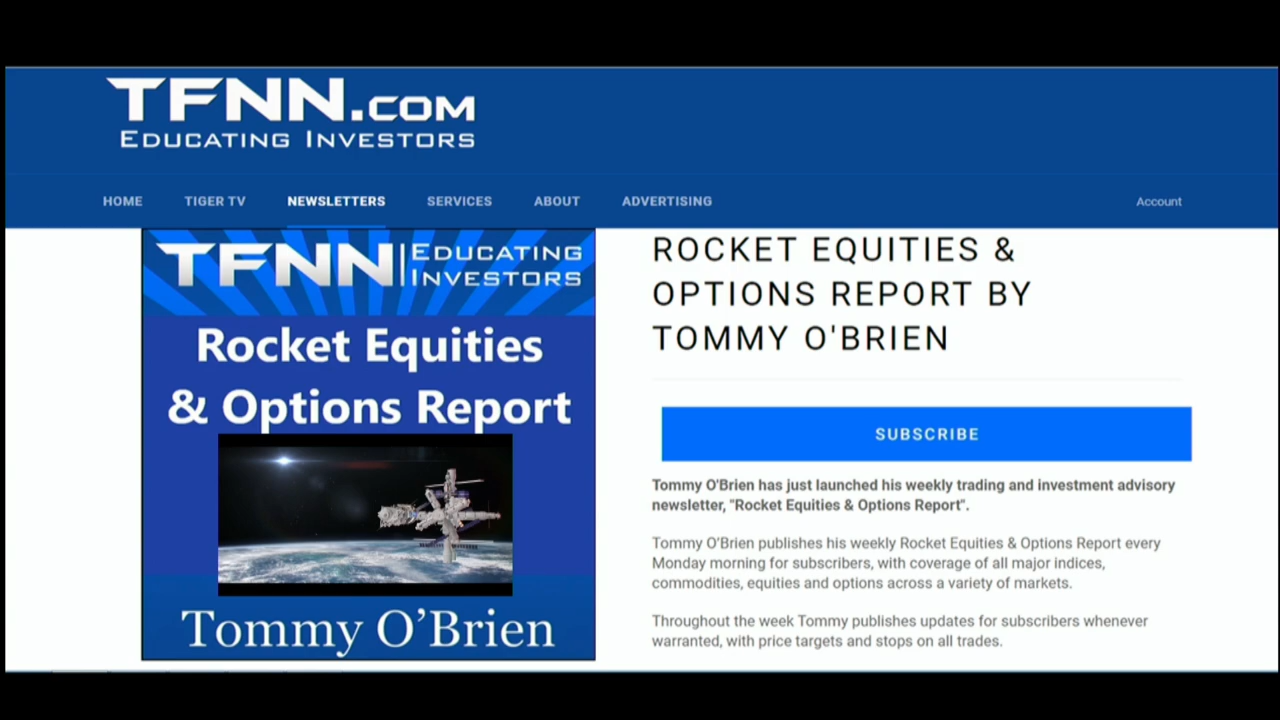 TFNN.COM
EDUCATING INVESTORS
HOME TIGER TV NEWSLETTERS SERVICES ABOUT ADVERTISING Account
TFNN EDUCATING
INVESTORS
Rocket Equities
& Options Report
Tommy O’Brien
ROCKET EQUITIES &
OPTIONS REPORT BY
TOMMY O'BRIEN
SUBSCRIBE
Tommy O'Brien has just launched his weekly trading and investment advisory
newsletter, "Rocket Equities & Options Report".
Tommy O'Brien publishes his weekly Rocket Equities & Options Report every
Monday morning for subscribers, with coverage of all major indices,
commodities, equities and options across a variety of markets.
Throughout the week Tommy publishes updates for subscribers whenever
warranted, with price targets and stops on all trades.